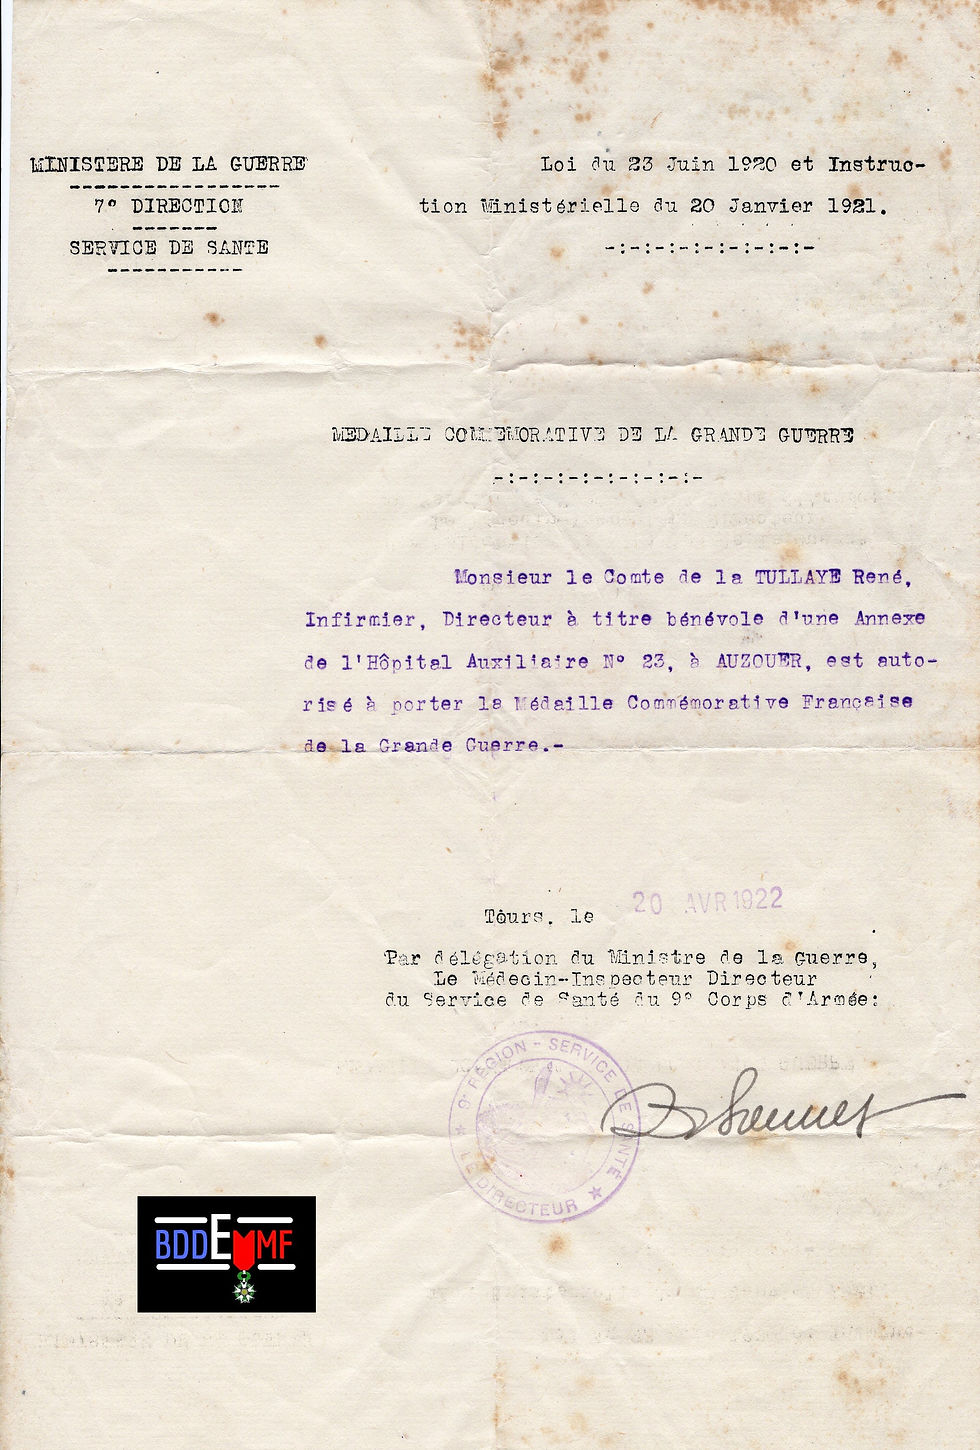 MINISTERE DE LA GUERRE
7° DIRECTION
SERVICE DE SANTE
Loi du 23 Juin 1920 et Instruc-
tion Ministérielle du 20 Janvier 1921.
-:-:-:-:-:-:-:-:-
MEDAILLE COMMEMORATIVE DE LA GRANDE GUERRE
-:-:-:-:-:-:-:-:-
Monsieur le Comte de la TULLAYE René,
Infirmier, Directeur à titre bénévole d'une Annexe
de l'Hôpital Auxiliaire N° 23, à AUZOUER, est auto-
risé à porter la Médaille Commémorative Française
de la Grande Guerre.-
Tôurs, le 20 AVR 1922
Par délégation du Ministre de la Guerre,
Le Médecin-Inspecteur Directeur
du Service de Santé du 9° Corps d'Armée:
9e RÉGION - SERVICE DE SANTÉ
★ LE DIRECTEUR ★
BDDEMMF